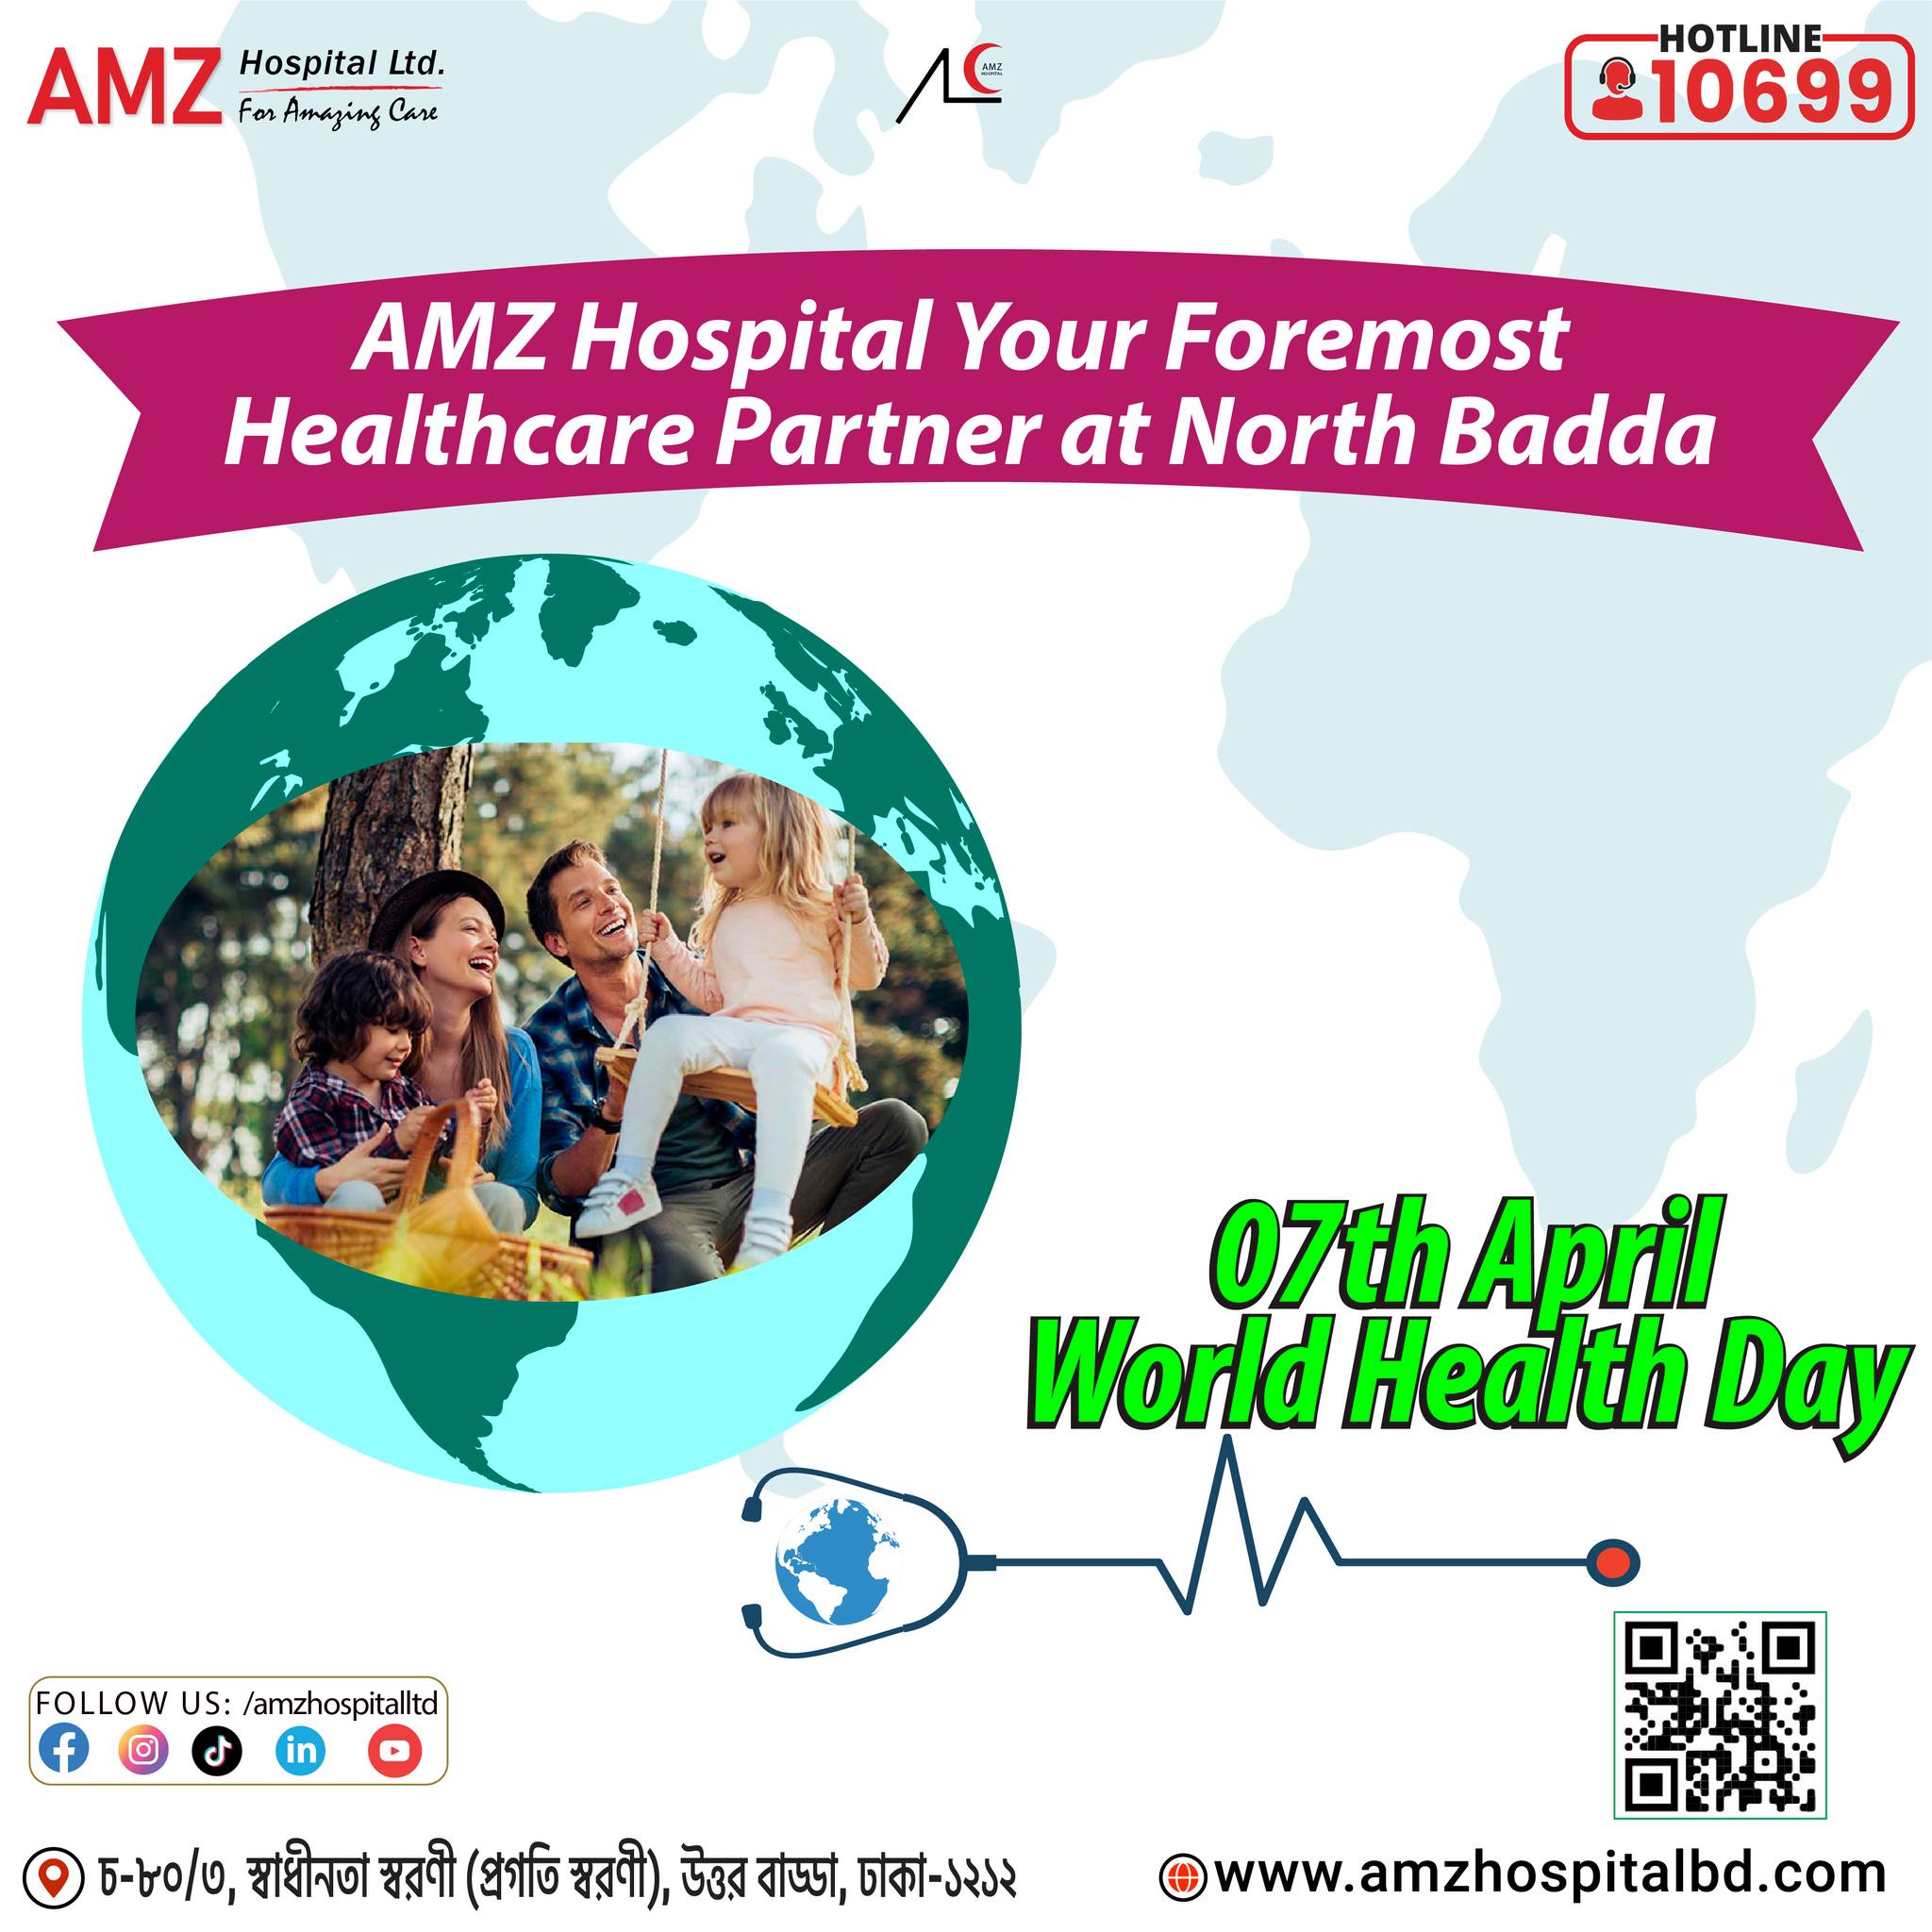 AMZ Hospital Ltd.
For Amazing Care
AMZ
HOSPITAL
HOTLINE
10699
AMZ Hospital Your Foremost
Healthcare Partner at North Badda
07th April
World Health Day
FOLLOW US: /amzhospitalltd
চ-৮০/৩, স্বাধীনতা স্বরণী (প্রগতি স্বরণী), উত্তর বাড্ডা, ঢাকা-১২১২
www.amzhospitalbd.com